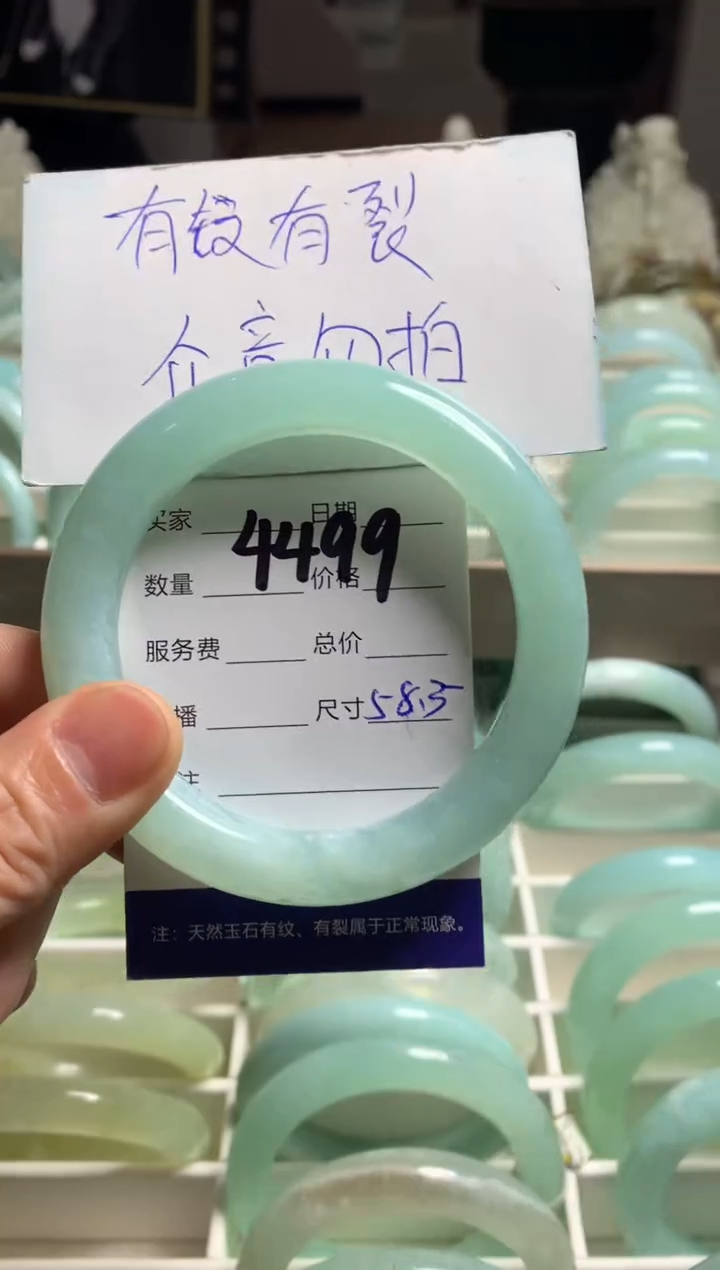 有纹有裂
介意勿拍
买家 日期
4499
数量 价格
服务费 总价
播 尺寸58.5
注
注：天然玉石有纹、有裂属于正常现象。